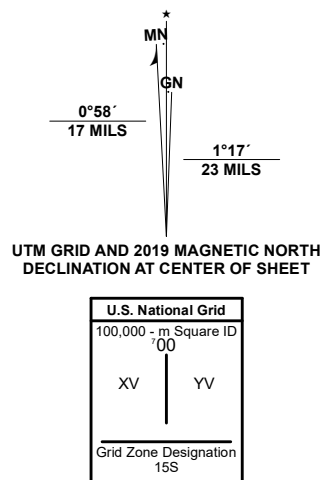 ★
MN
GN
0°58´
17 MILS
1°17´
23 MILS
UTM GRID AND 2019 MAGNETIC NORTH
DECLINATION AT CENTER OF SHEET
U.S. National Grid
100,000 - m Square ID
⁷00
XV YV
Grid Zone Designation
15S